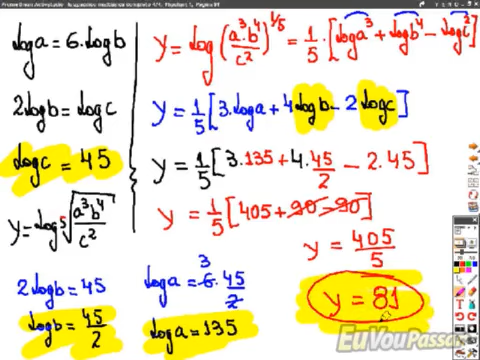 log a = 6 . log b
2 log b = log c
log c = 45
y = log ⁵√(a³b⁴/c²)
2 log b = 45
log b = 45/2
log a = ³6̶ . 45/2̶
log a = 135
y = log (a³.b⁴/c²)^(1/5) = 1/5 [log a³ + log b⁴ - log c²]
y = 1/5 [3. log a + 4 log b - 2 log c]
y = 1/5 [3. 135 + 4. 45/2 - 2. 45]
y = 1/5 [405 + 90 - 90]
y = 405/5
y = 81
EuVouPassar